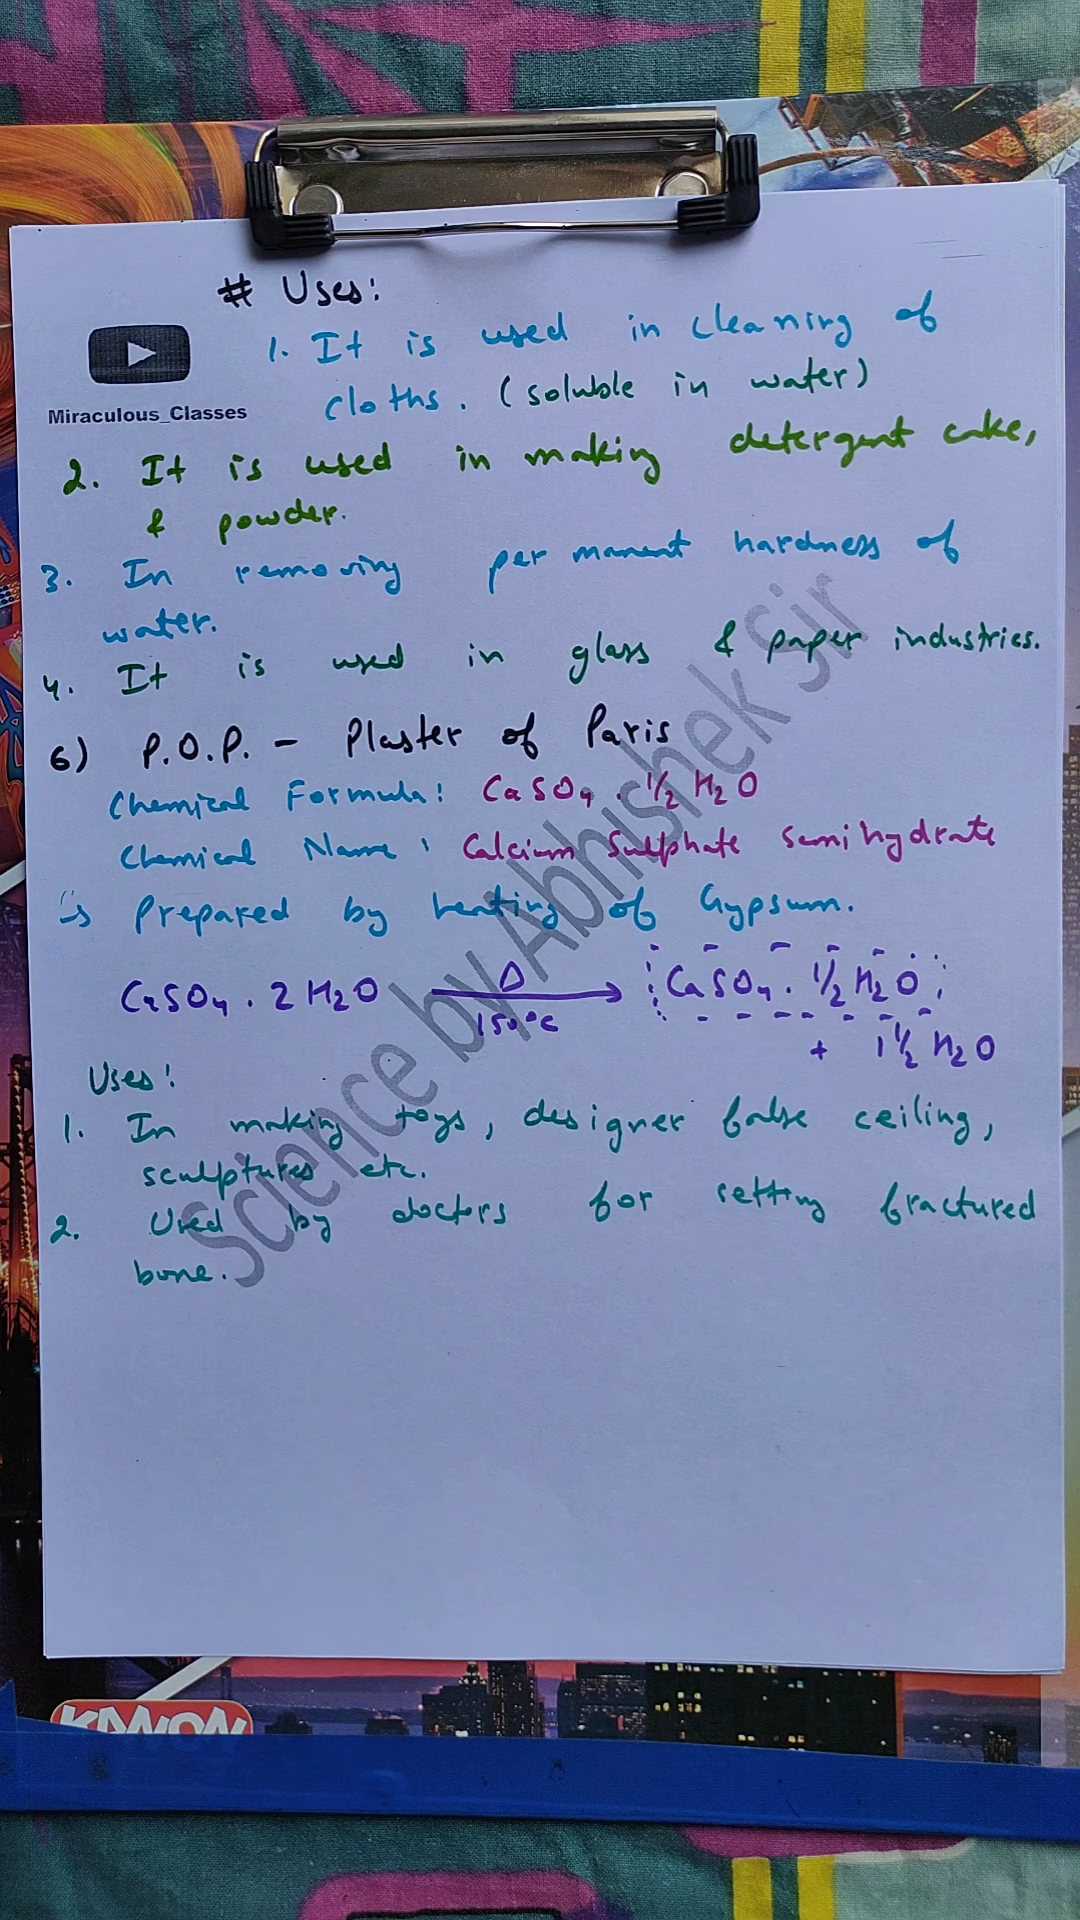 # Uses:
Miraculous_Classes
1. It is used in cleaning of
cloths. (soluble in water)
2. It is used in making detergent cake,
& powder.
3. In removing permanent hardness of
water.
4. It is used in glass & paper industries.
6) P.O.P. - Plaster of Paris
Chemical Formula: CaSO4 . 1/2 H2O
Chemical Name: Calcium Sulphate semihydrate
is Prepared by heating of Gypsum.
CaSO4 . 2 H2O Δ → CaSO4 . 1/2 H2O
150°C
+ 1 1/2 H2O
Uses:
1. In making toys, designer false ceiling,
sculptures etc.
2. Used by doctors for setting fractured
bone.
Science by Abhishek Sir